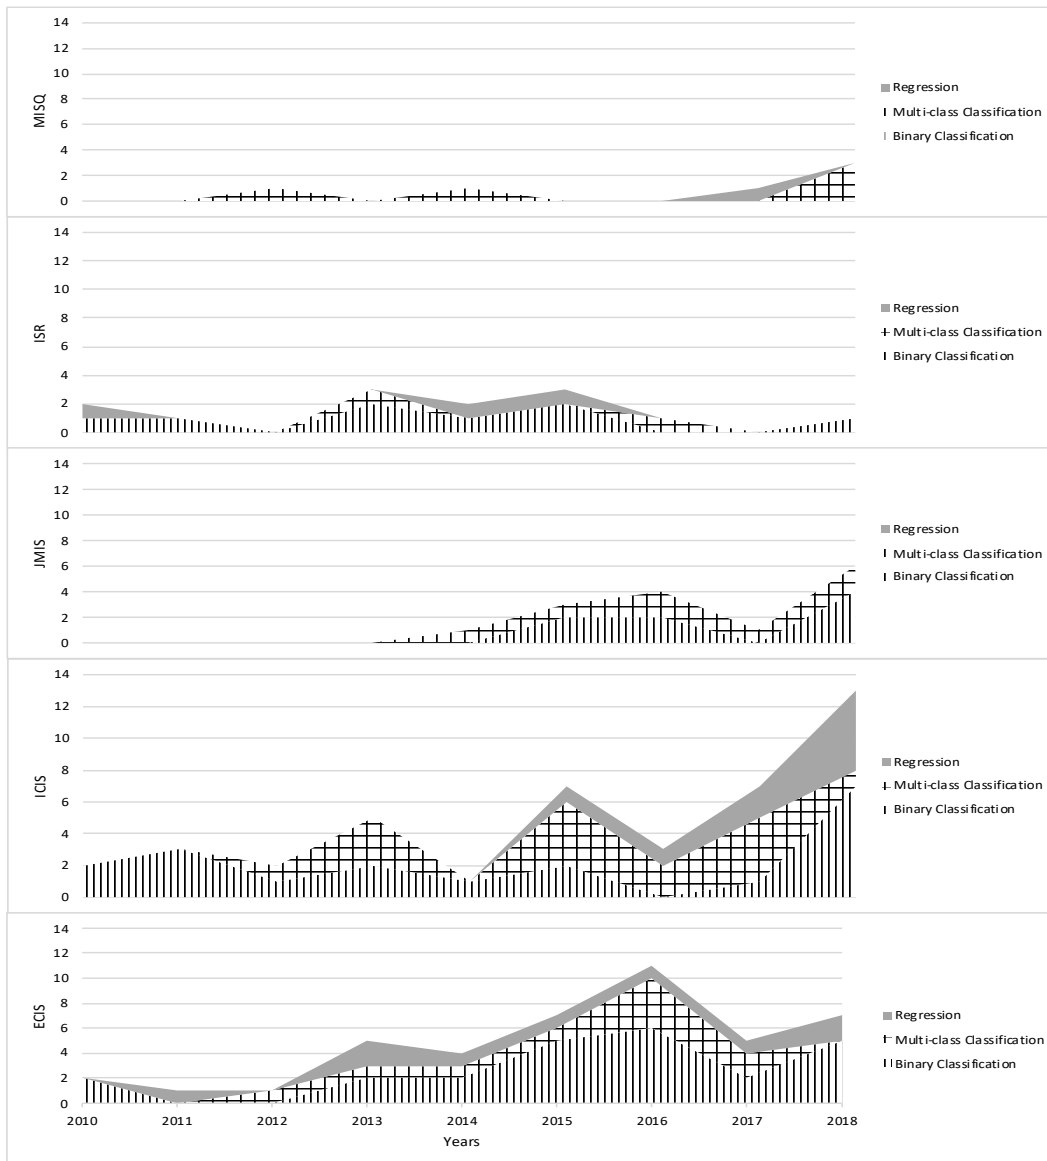 14
12
10
8
6
4
2
0
MISQ
Regression
Multi-class Classification
Binary Classification
14
12
10
8
6
4
2
0
ISR
Regression
Multi-class Classification
Binary Classification
14
12
10
8
6
4
2
0
JMIS
Regression
Multi-class Classification
Binary Classification
14
12
10
8
6
4
2
0
ICIS
Regression
Multi-class Classification
Binary Classification
14
12
10
8
6
4
2
0
ECIS
Regression
Multi-class Classification
Binary Classification
2010 2011 2012 2013 2014 2015 2016 2017 2018
Years